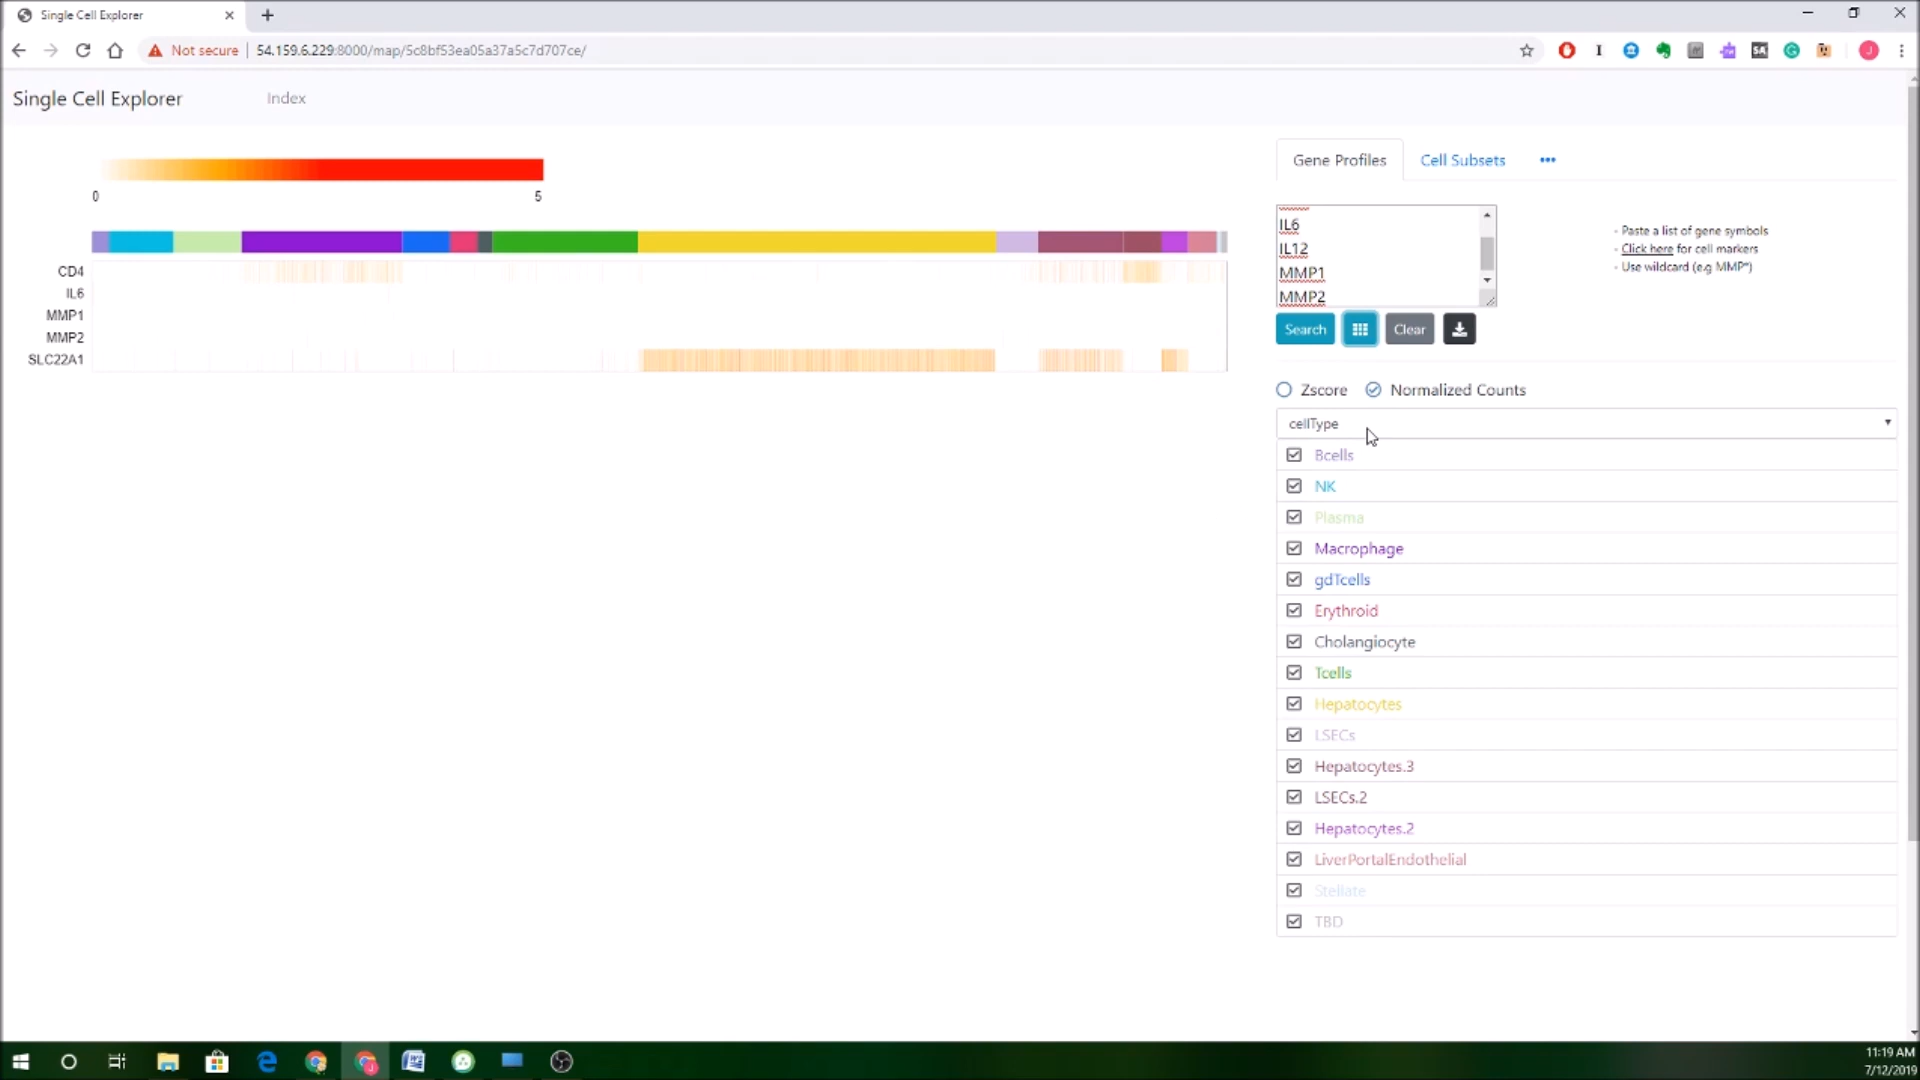 Single Cell Explorer
Not secure | 54.159.6.229:8000/map/5c8bf53ea05a37a5c7d707ce/
Single Cell Explorer Index
0 5
CD4
IL6
MMP1
MMP2
SLC22A1
Gene Profiles Cell Subsets •••
IL6
IL12
MMP1
MMP2
- Paste a list of gene symbols
- Click here for cell markers
- Use wildcard (e.g MMP*)
Search Clear
Zscore Normalized Counts
cellType
Bcells
NK
Plasma
Macrophage
gdTcells
Erythroid
Cholangiocyte
Tcells
Hepatocytes
LSECs
Hepatocytes.3
LSECs.2
Hepatocytes.2
LiverPortalEndothelial
Stellate
TBD
11:19 AM
7/12/2019